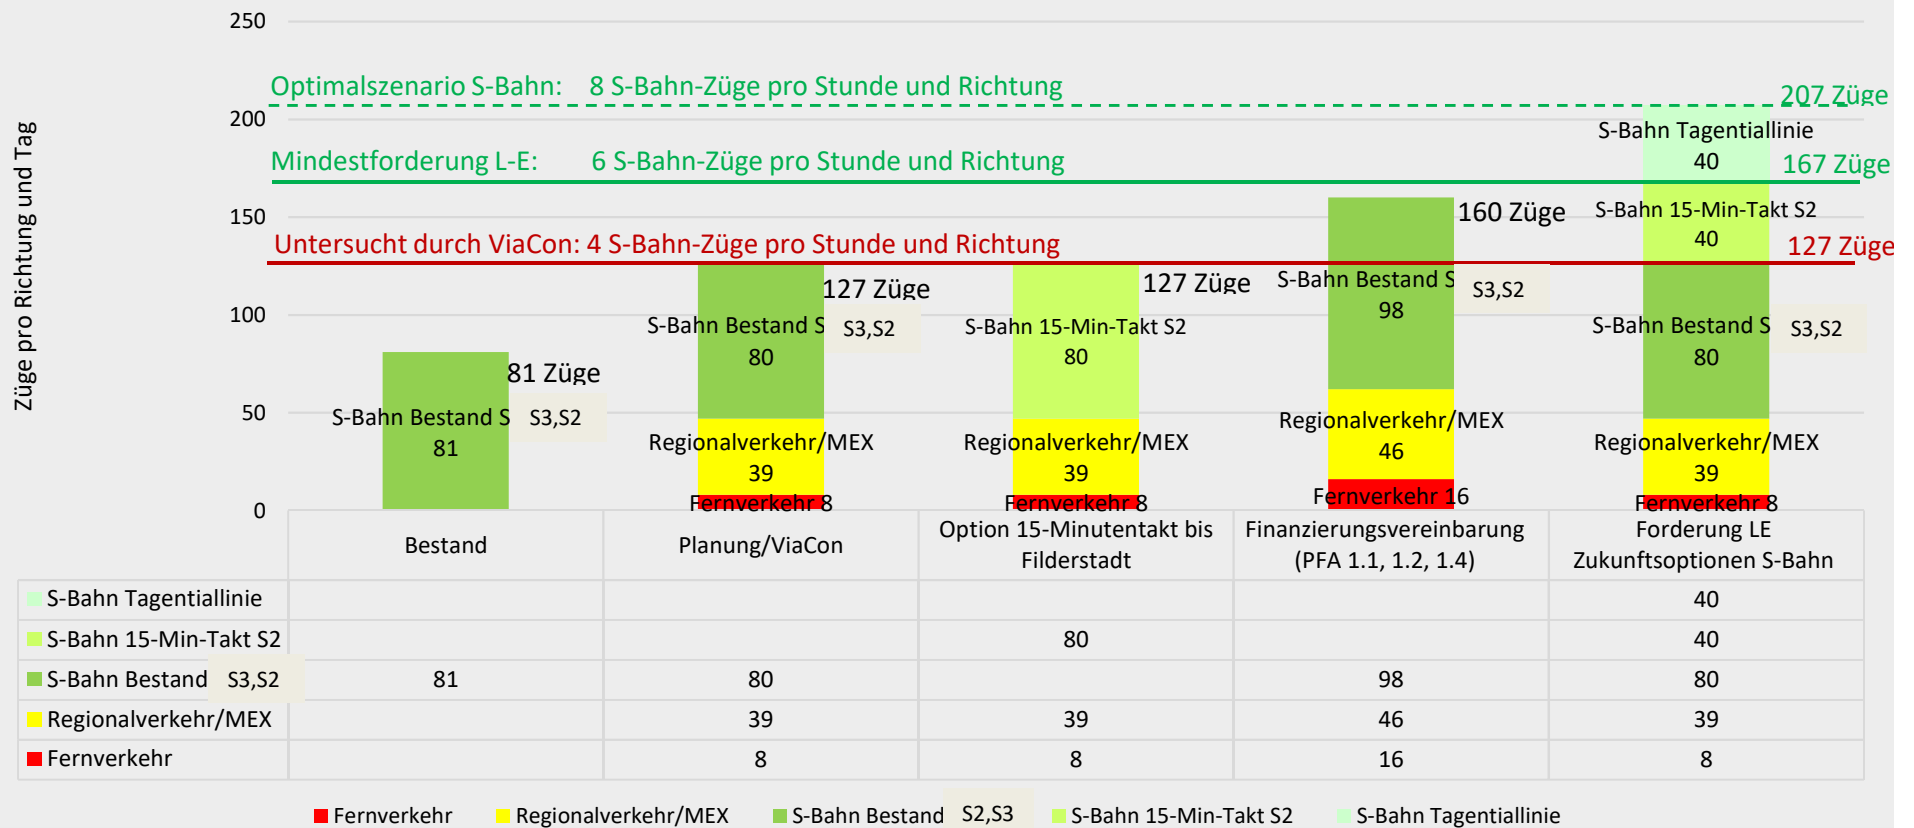 250
Optimalszenario S-Bahn: 8 S-Bahn-Züge pro Stunde und Richtung
207 Züge
200
S-Bahn Tagentiallinie
40
Mindestforderung L-E: 6 S-Bahn-Züge pro Stunde und Richtung
167 Züge
Züge pro Richtung und Tag
150
160 Züge
S-Bahn 15-Min-Takt S2
40
Untersucht durch ViaCon: 4 S-Bahn-Züge pro Stunde und Richtung
127 Züge
127 Züge
127 Züge
S-Bahn Bestand S S3,S2
98
100
S-Bahn Bestand S S3,S2
80
S-Bahn 15-Min-Takt S2
80
S-Bahn Bestand S S3,S2
80
81 Züge
50
S-Bahn Bestand S S3,S2
81
Regionalverkehr/MEX
39
Regionalverkehr/MEX
39
Regionalverkehr/MEX
46
Regionalverkehr/MEX
39
0
Fernverkehr 8
Fernverkehr 8
Fernverkehr 16
Fernverkehr 8
Bestand
Planung/ViaCon
Option 15-Minutentakt bis
Filderstadt
Finanzierungsvereinbarung
(PFA 1.1, 1.2, 1.4)
Forderung LE
Zukunftsoptionen S-Bahn
S-Bahn Tagentiallinie 40
S-Bahn 15-Min-Takt S2 80 40
S-Bahn Bestand S3,S2 81 80 98 80
Regionalverkehr/MEX 39 39 46 39
Fernverkehr 8 8 16 8
Fernverkehr Regionalverkehr/MEX S-Bahn Bestand S2,S3 S-Bahn 15-Min-Takt S2 S-Bahn Tagentiallinie